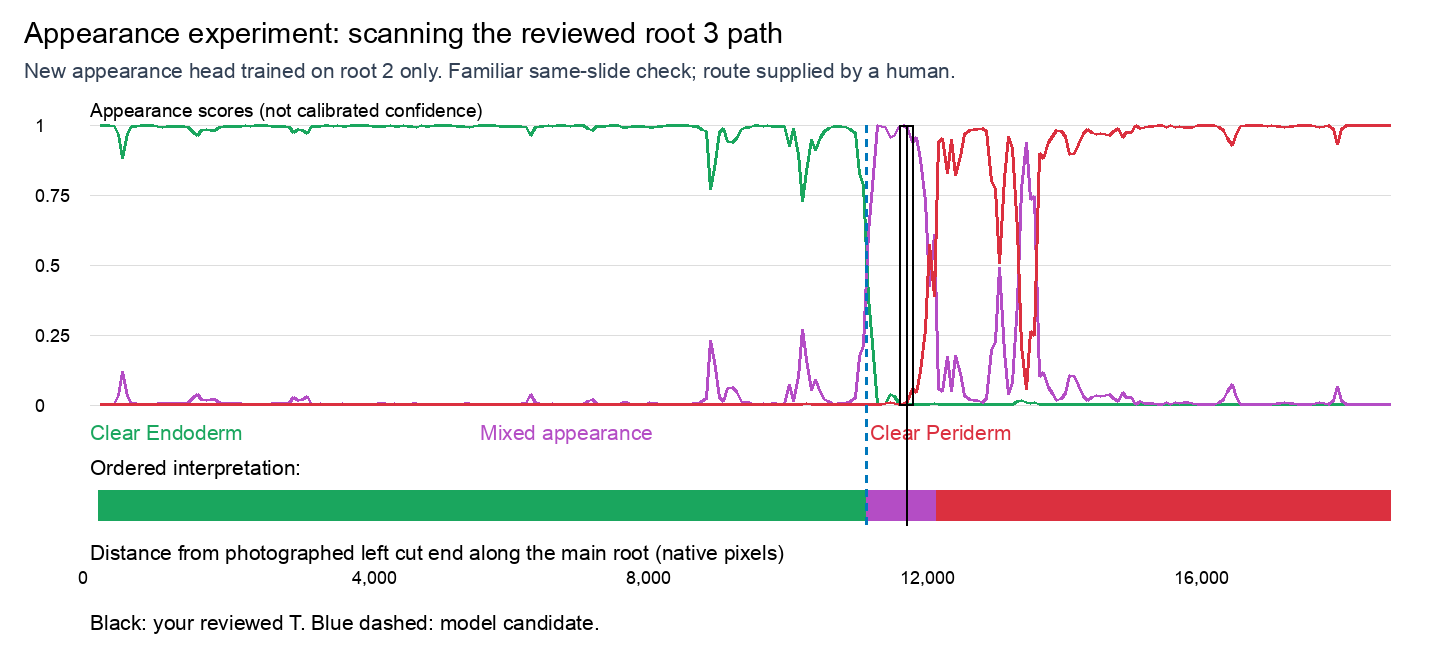 Appearance experiment: scanning the reviewed root 3 path
New appearance head trained on root 2 only. Familiar same-slide check; route supplied by a human.
Appearance scores (not calibrated confidence)
1
0.75
0.5
0.25
0
Clear Endoderm Mixed appearance Clear Periderm
Ordered interpretation:
Distance from photographed left cut end along the main root (native pixels)
0 4,000 8,000 12,000 16,000
Black: your reviewed T. Blue dashed: model candidate.